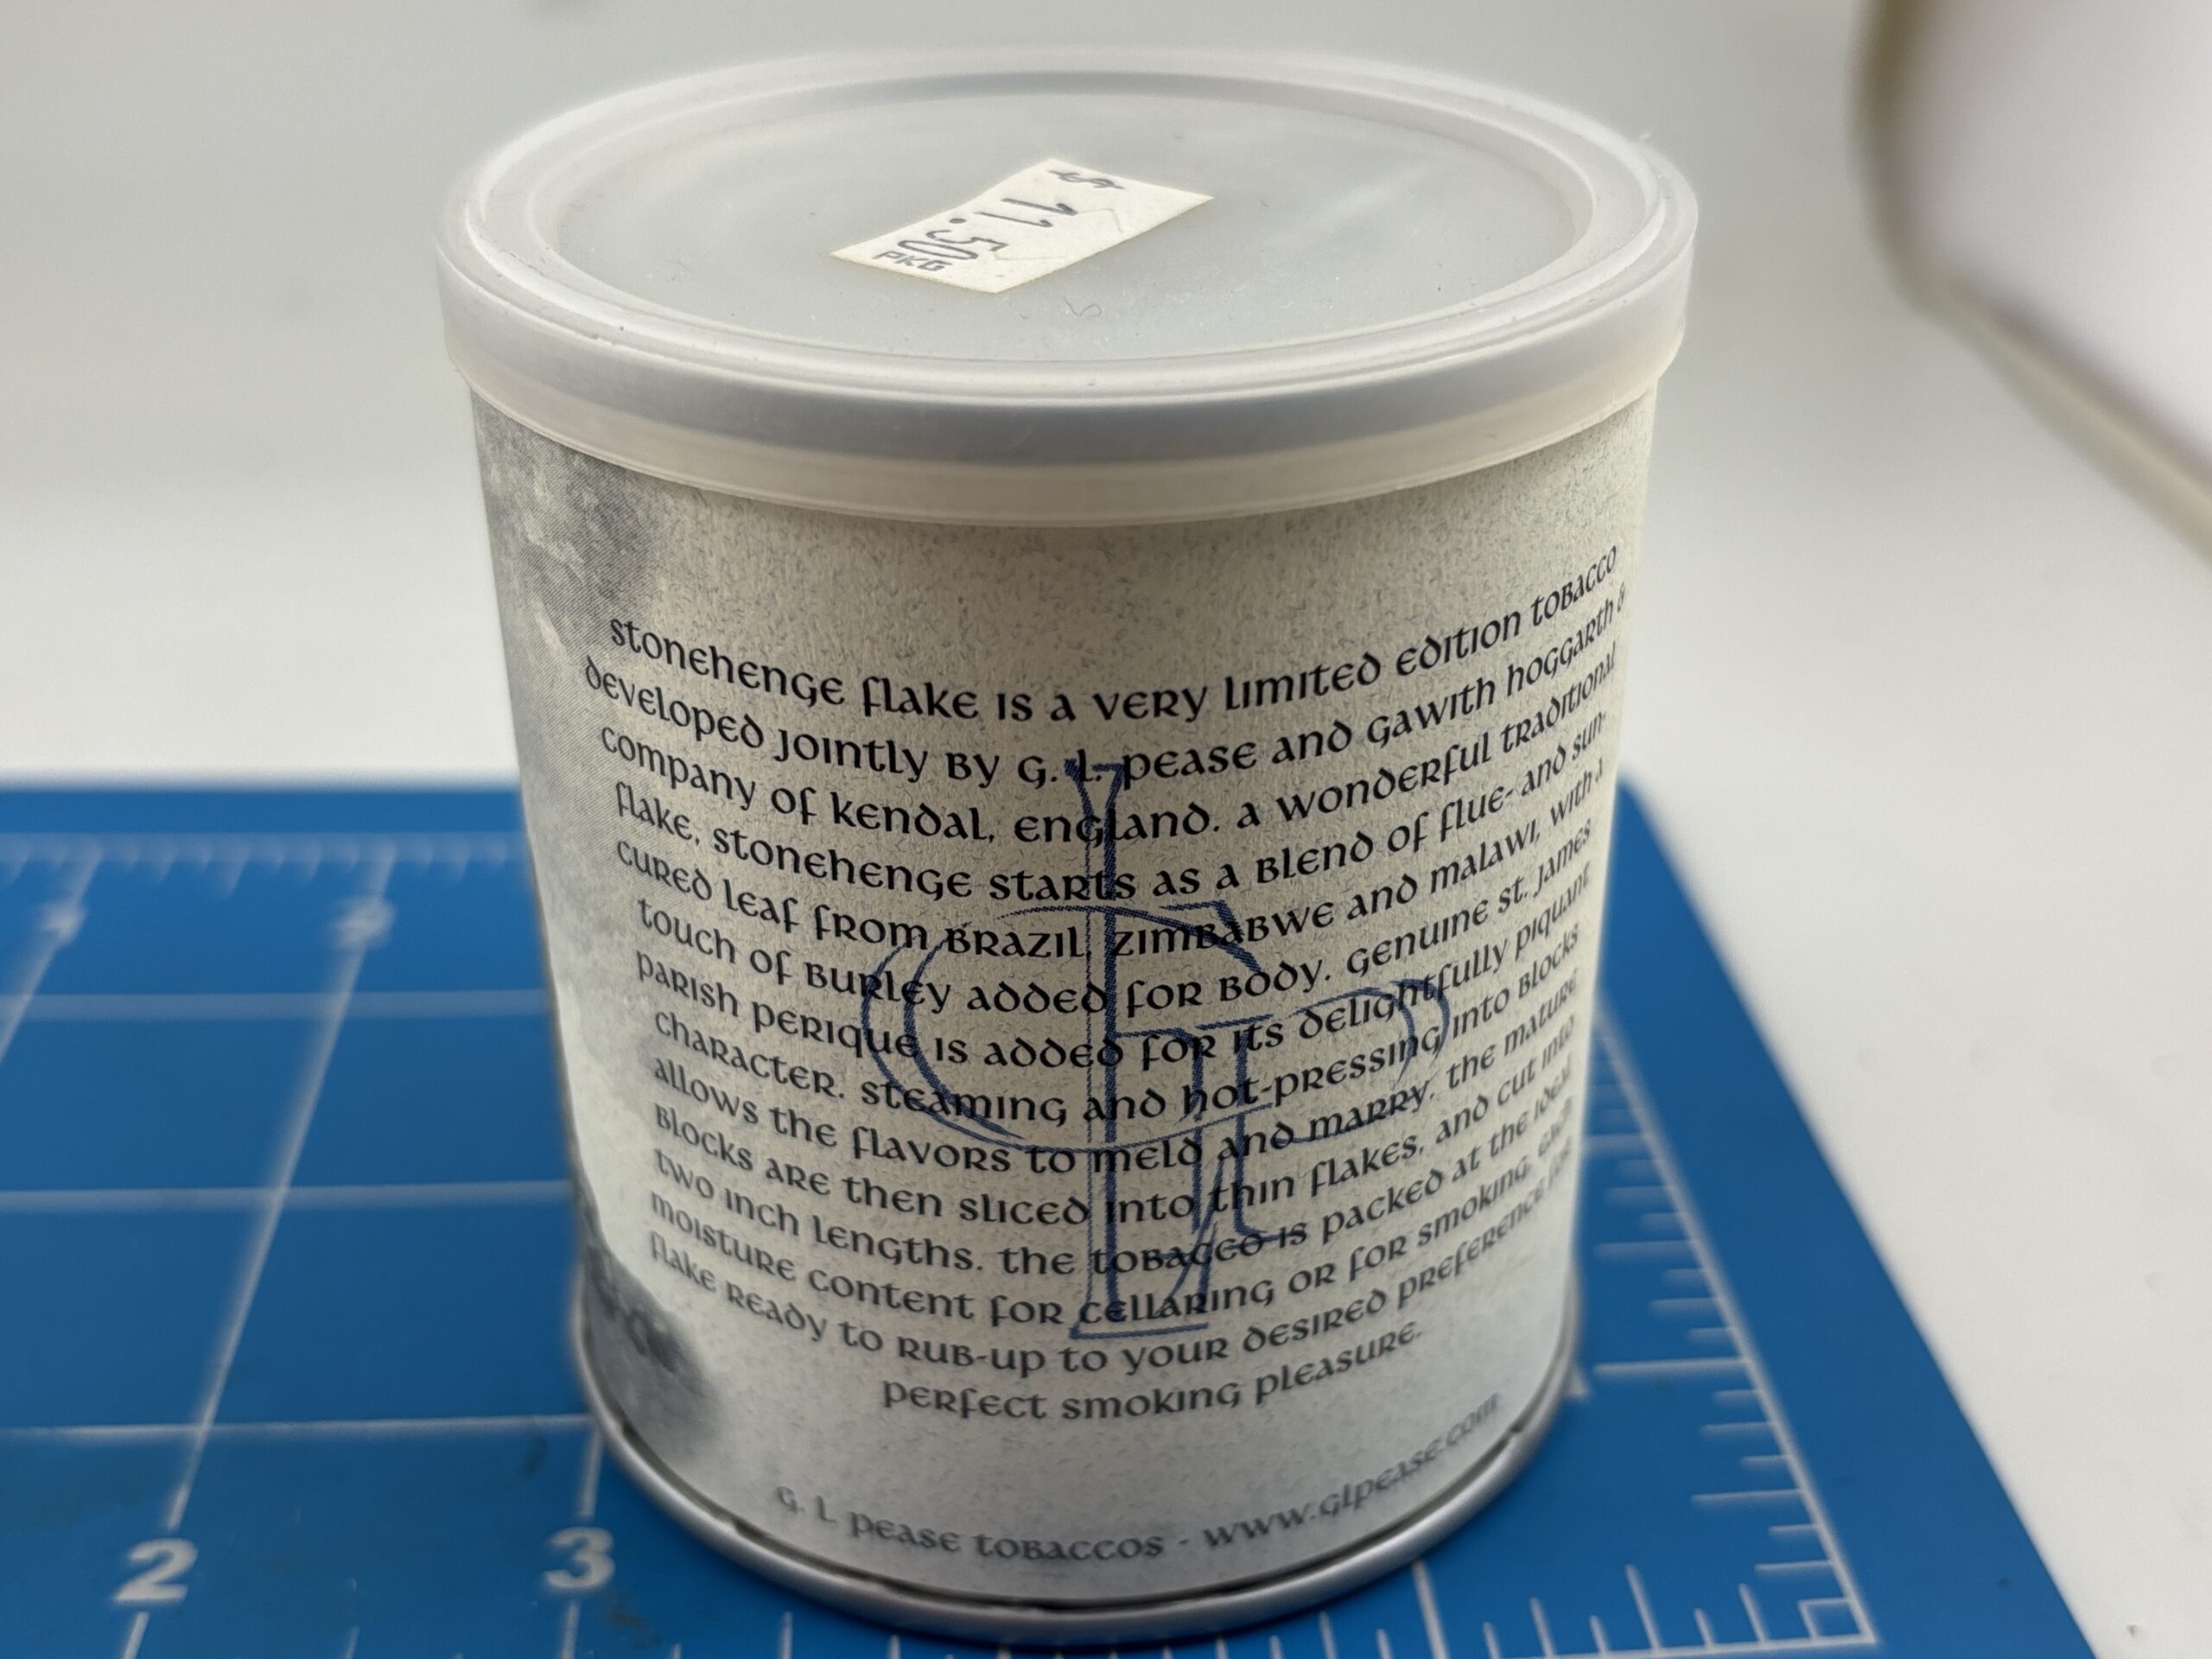 $ 11.50
PKG
stonehenge flake is a very limited edition tobacco
developed jointly by g. l. pease and gawith hoggarth &
company of kendal, england. a wonderful traditional
flake, stonehenge starts as a blend of flue- and sun-
cured leaf from brazil, zimbabwe and malawi, with a
touch of burley added for body. genuine st. james
parish perique is added for its delightfully piquant
character. steaming and hot-pressing into blocks
allows the flavors to meld and marry. the mature
blocks are then sliced into thin flakes, and cut into
two inch lengths. the tobacco is packed at the ideal
moisture content for cellaring or for smoking, each
flake ready to rub-up to your desired preference for
perfect smoking pleasure.
g. l. pease tobaccos - www.glpease.com
2
3